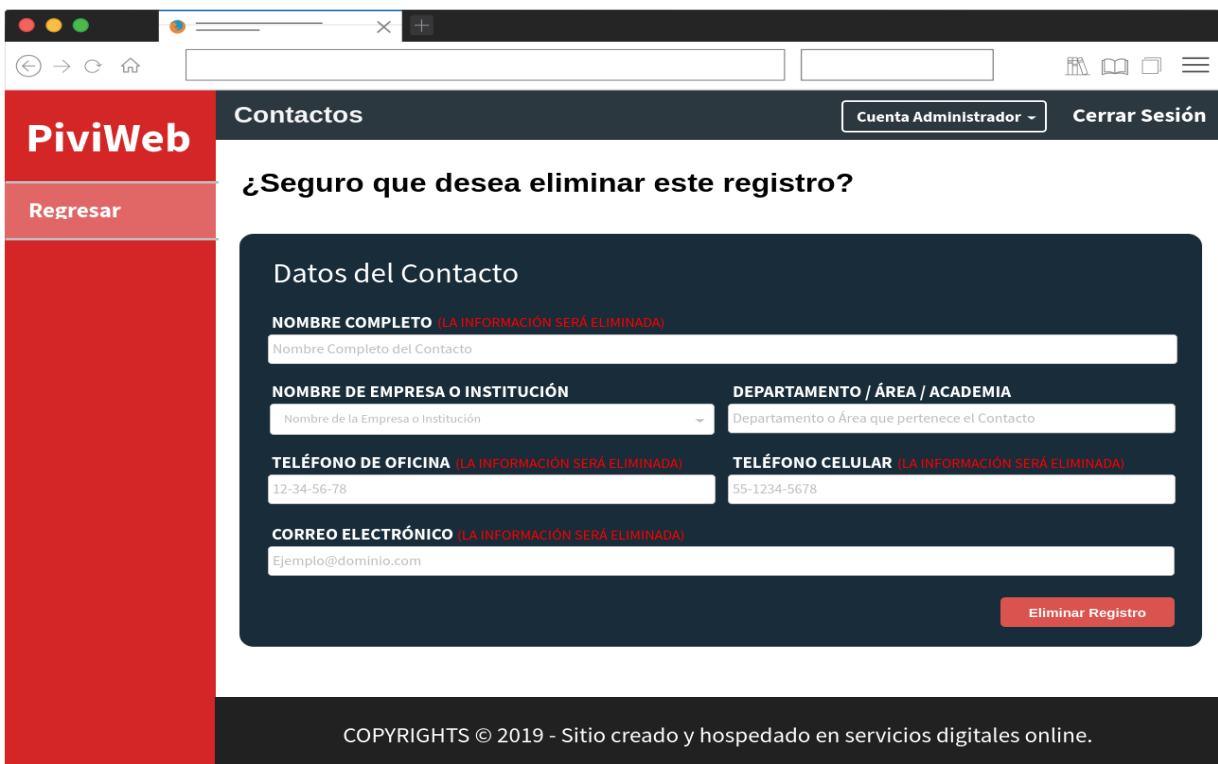 PiviWeb
Regresar
Contactos
Cuenta Administrador
Cerrar Sesión
¿Seguro que desea eliminar este registro?
Datos del Contacto
NOMBRE COMPLETO (LA INFORMACIÓN SERÁ ELIMINADA)
Nombre Completo del Contacto
NOMBRE DE EMPRESA O INSTITUCIÓN
Nombre de la Empresa o Institución
DEPARTAMENTO / ÁREA / ACADEMIA
Departamento o Área que pertenece el Contacto
TELÉFONO DE OFICINA (LA INFORMACIÓN SERÁ ELIMINADA)
12-34-56-78
TELÉFONO CELULAR (LA INFORMACIÓN SERÁ ELIMINADA)
55-1234-5678
CORREO ELECTRÓNICO (LA INFORMACIÓN SERÁ ELIMINADA)
Ejemplo@dominio.com
Eliminar Registro
COPYRIGHTS © 2019 - Sitio creado y hospedado en servicios digitales online.